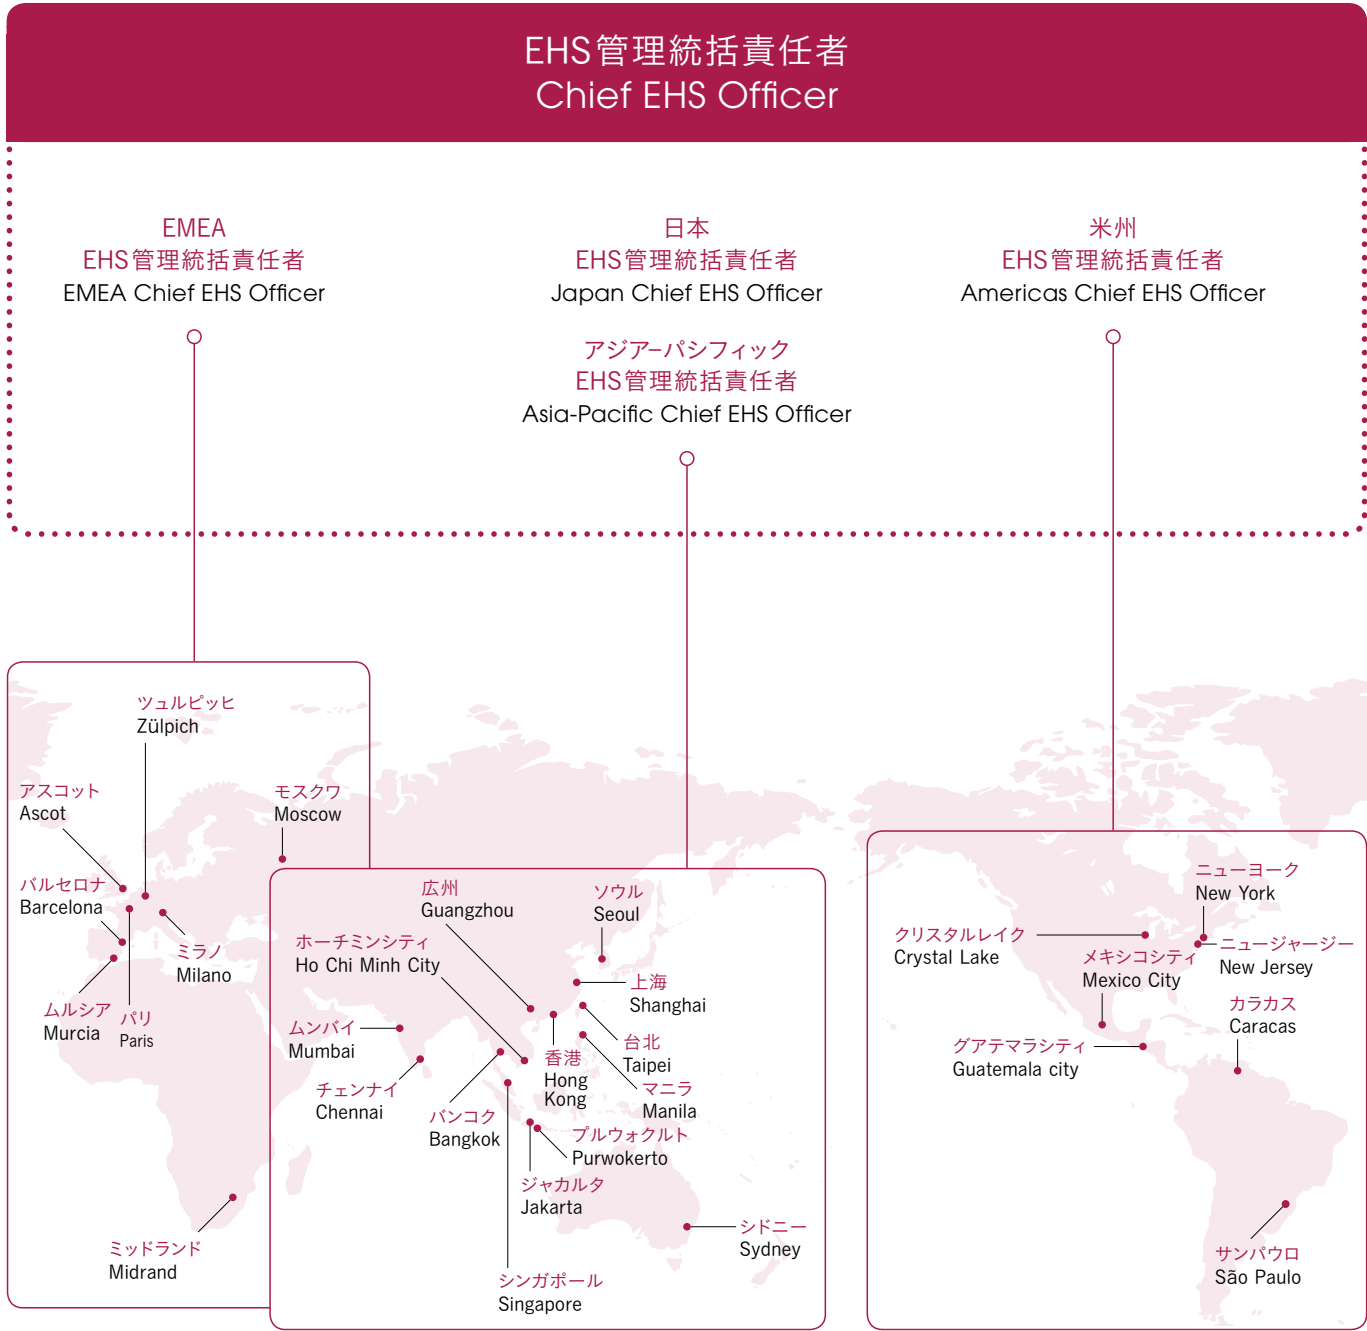 EHS管理統括責任者
Chief EHS Officer
EMEA
EHS管理統括責任者
EMEA Chief EHS Officer
日本
EHS管理統括責任者
Japan Chief EHS Officer
アジア−パシフィック
EHS管理統括責任者
Asia-Pacific Chief EHS Officer
米州
EHS管理統括責任者
Americas Chief EHS Officer
ツュルピッヒ
Zülpich
アスコット
Ascot
モスクワ
Moscow
バルセロナ
Barcelona
ミラノ
Milano
ムルシア
Murcia
パリ
Paris
ミッドランド
Midrand
広州
Guangzhou
ソウル
Seoul
ホーチミンシティ
Ho Chi Minh City
上海
Shanghai
ムンバイ
Mumbai
香港
Hong
Kong
台北
Taipei
チェンナイ
Chennai
マニラ
Manila
バンコク
Bangkok
プルウォクルト
Purwokerto
ジャカルタ
Jakarta
シドニー
Sydney
シンガポール
Singapore
ニューヨーク
New York
クリスタルレイク
Crystal Lake
メキシコシティ
Mexico City
ニュージャージー
New Jersey
カラカス
Caracas
グアテマラシティ
Guatemala city
サンパウロ
São Paulo